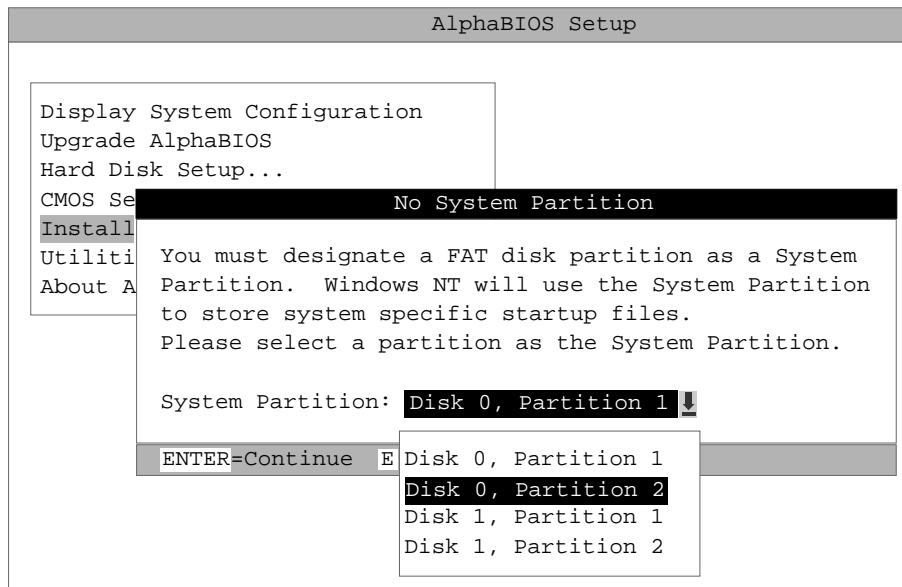 AlphaBIOS Setup
Display System Configuration
Upgrade AlphaBIOS
Hard Disk Setup...
CMOS Se
Install
Utiliti
About A
No System Partition
You must designate a FAT disk partition as a System
Partition.  Windows NT will use the System Partition
to store system specific startup files.
Please select a partition as the System Partition.
System Partition: Disk 0, Partition 1
ENTER=Continue E
Disk 0, Partition 1
Disk 0, Partition 2
Disk 1, Partition 1
Disk 1, Partition 2